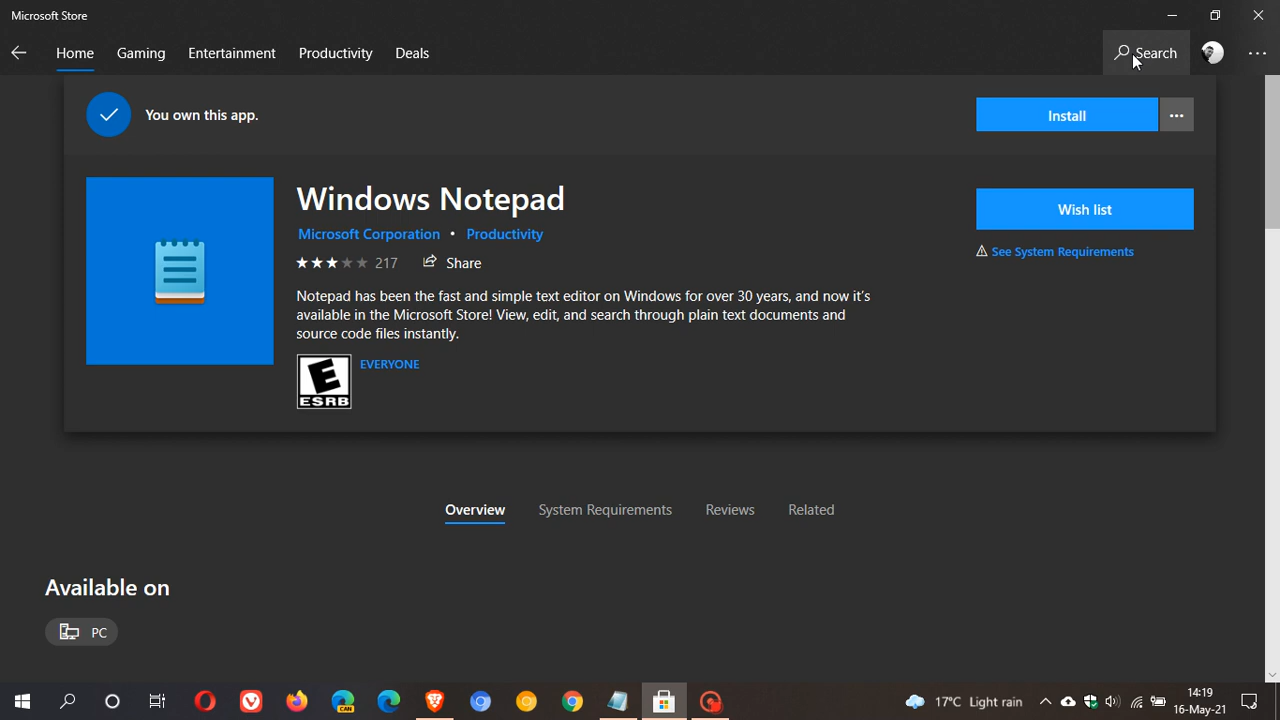 Microsoft Store
Home Gaming Entertainment Productivity Deals Search
You own this app. Install
Windows Notepad
Wish list
Microsoft Corporation • Productivity
See System Requirements
217 Share
Notepad has been the fast and simple text editor on Windows for over 30 years, and now it's
available in the Microsoft Store! View, edit, and search through plain text documents and
source code files instantly.
E
ESRB
EVERYONE
Overview System Requirements Reviews Related
Available on
PC
CAN
17°C Light rain
14:19
16-May-21